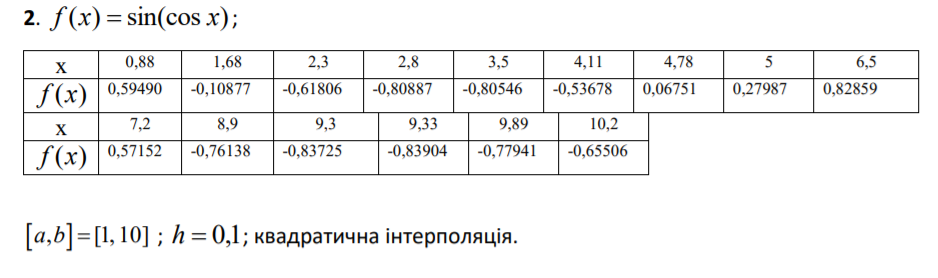 2. f(x) = sin(cos x);
x 0,88 1,68 2,3 2,8 3,5 4,11 4,78 5 6,5
f(x) 0,59490 -0,10877 -0,61806 -0,80887 -0,80546 -0,53678 0,06751 0,27987 0,82859
x 7,2 8,9 9,3 9,33 9,89 10,2
f(x) 0,57152 -0,76138 -0,83725 -0,83904 -0,77941 -0,65506
[a,b]=[1,10] ; h = 0,1; квадратична інтерполяція.